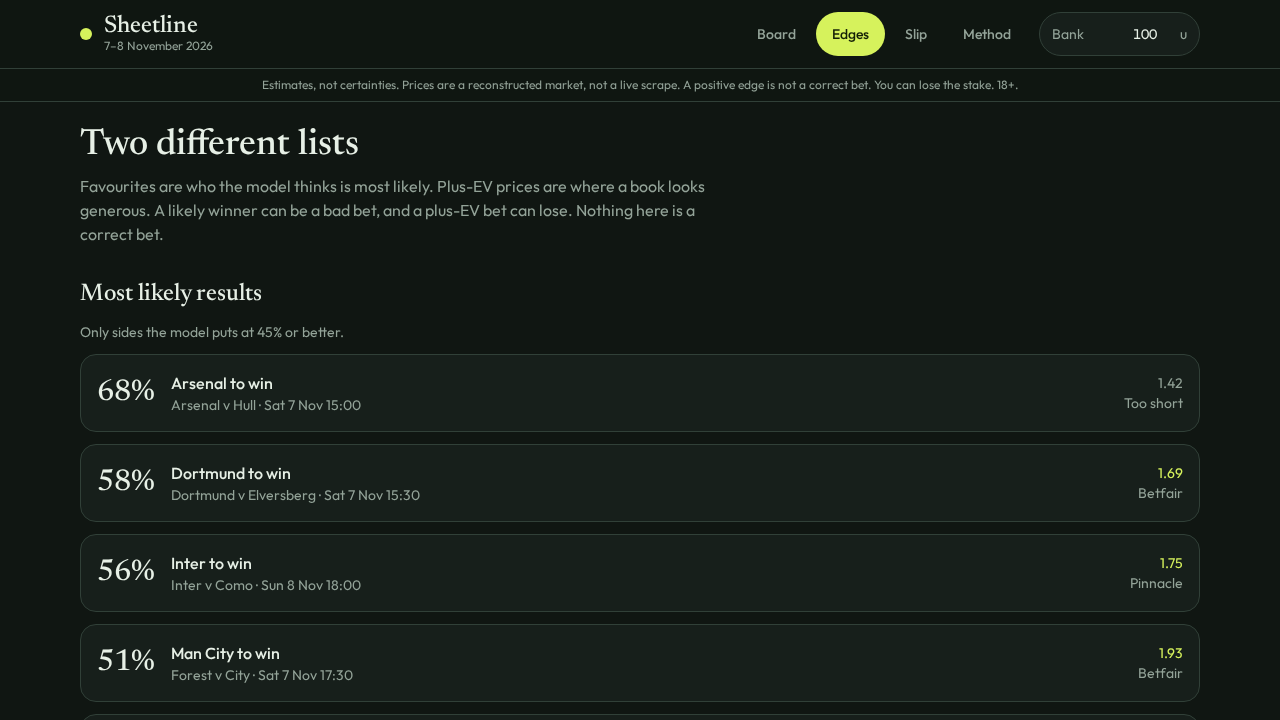 Sheetline
7–8 November 2026
Board
Edges
Slip
Method
Bank 100 u
Estimates, not certainties. Prices are a reconstructed market, not a live scrape. A positive edge is not a correct bet. You can lose the stake. 18+.
Two different lists
Favourites are who the model thinks is most likely. Plus-EV prices are where a book looks
generous. A likely winner can be a bad bet, and a plus-EV bet can lose. Nothing here is a
correct bet.
Most likely results
Only sides the model puts at 45% or better.
68%
Arsenal to win
Arsenal v Hull · Sat 7 Nov 15:00
1.42
Too short
58%
Dortmund to win
Dortmund v Elversberg · Sat 7 Nov 15:30
1.69
Betfair
56%
Inter to win
Inter v Como · Sun 8 Nov 18:00
1.75
Pinnacle
51%
Man City to win
Forest v City · Sat 7 Nov 17:30
1.93
Betfair